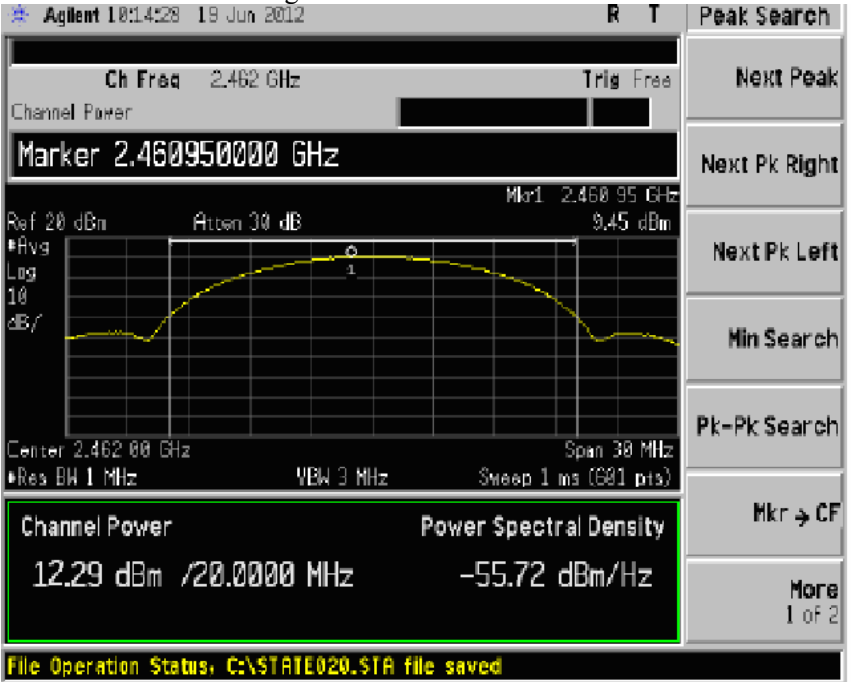 Agilent 10:14:28 19 Jun 2012 R T Peak Search
Ch Freq 2.462 GHz Trig Free
Channel Power
Marker 2.460950000 GHz
Mkr1 2.460 95 GHz
Ref 20 dBm Atten 30 dB 9.45 dBm
#Avg
Log
10
dB/
1
Center 2.462 00 GHz Span 30 MHz
#Res BW 1 MHz VBW 3 MHz Sweep 1 ms (601 pts)
Channel Power Power Spectral Density
12.29 dBm /20.0000 MHz -55.72 dBm/Hz
File Operation Status, C:\STATE020.STA file saved
Next Peak
Next Pk Right
Next Pk Left
Min Search
Pk-Pk Search
Mkr → CF
More
1 of 2